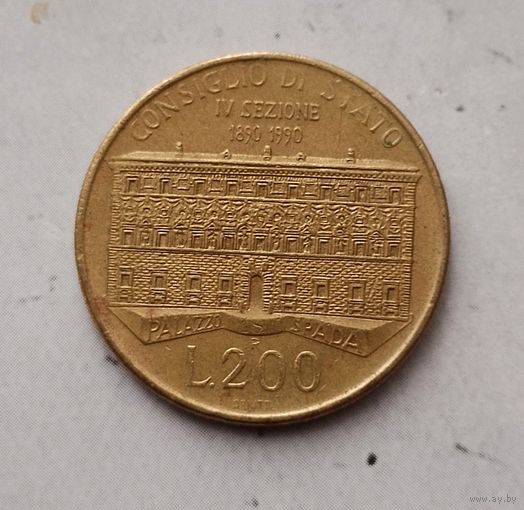 CONSIGLIO DI STATO
IV SEZIONE
1890 1990
PALAZZO SPADA
R
L.200
www.ay.by